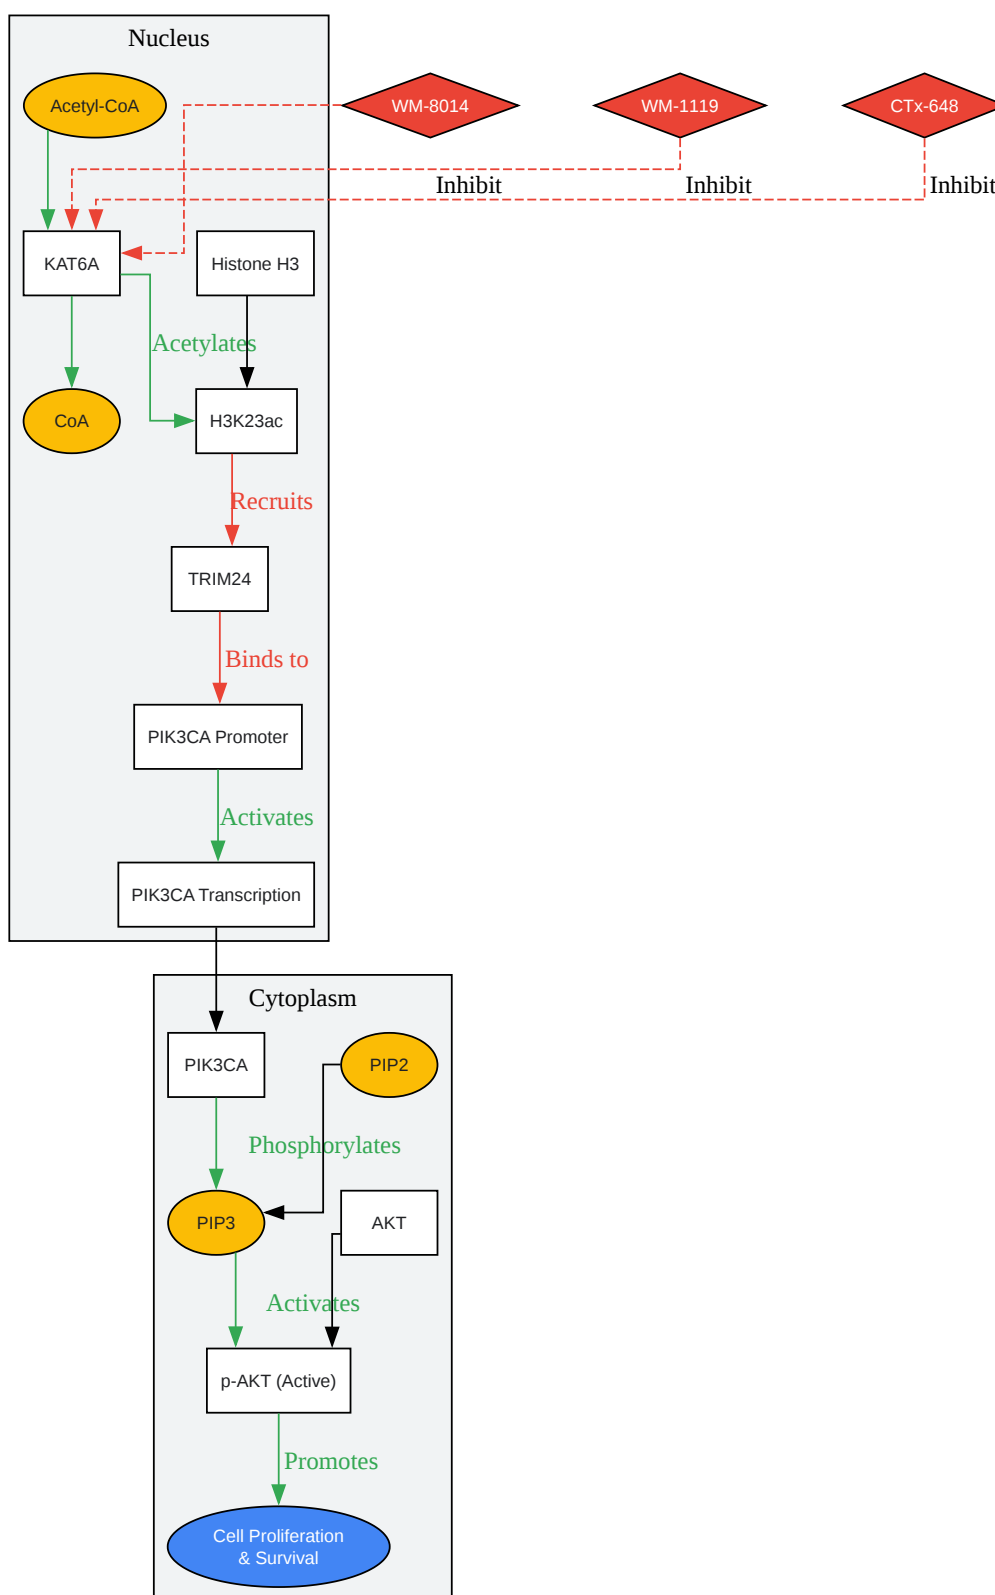 Nucleus
Acetyl-CoA
WM-8014
WM-1119
CTx-648
Inhibit
Inhibit
Inhibit
KAT6A
Histone H3
Acetylates
CoA
H3K23ac
Recruits
TRIM24
Binds to
PIK3CA Promoter
Activates
PIK3CA Transcription
Cytoplasm
PIK3CA
PIP2
Phosphorylates
PIP3
AKT
Activates
p-AKT (Active)
Promotes
Cell Proliferation
& Survival